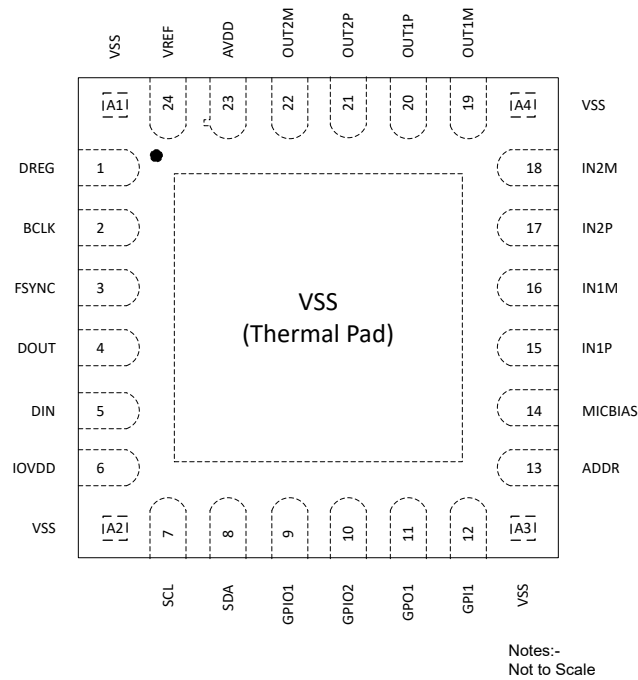 VSS
VREF
AVDD
OUT2M
OUT2P
OUT1P
OUT1M
A1
24
23
22
21
20
19
A4
VSS
DREG
1
18
IN2M
BCLK
2
17
IN2P
FSYNC
3
16
IN1M
VSS
(Thermal Pad)
DOUT
4
15
IN1P
DIN
5
14
MICBIAS
IOVDD
6
13
ADDR
VSS
A2
7
8
9
10
11
12
A3
SCL
SDA
GPIO1
GPIO2
GPO1
GPI1
VSS
Notes:-
Not to Scale